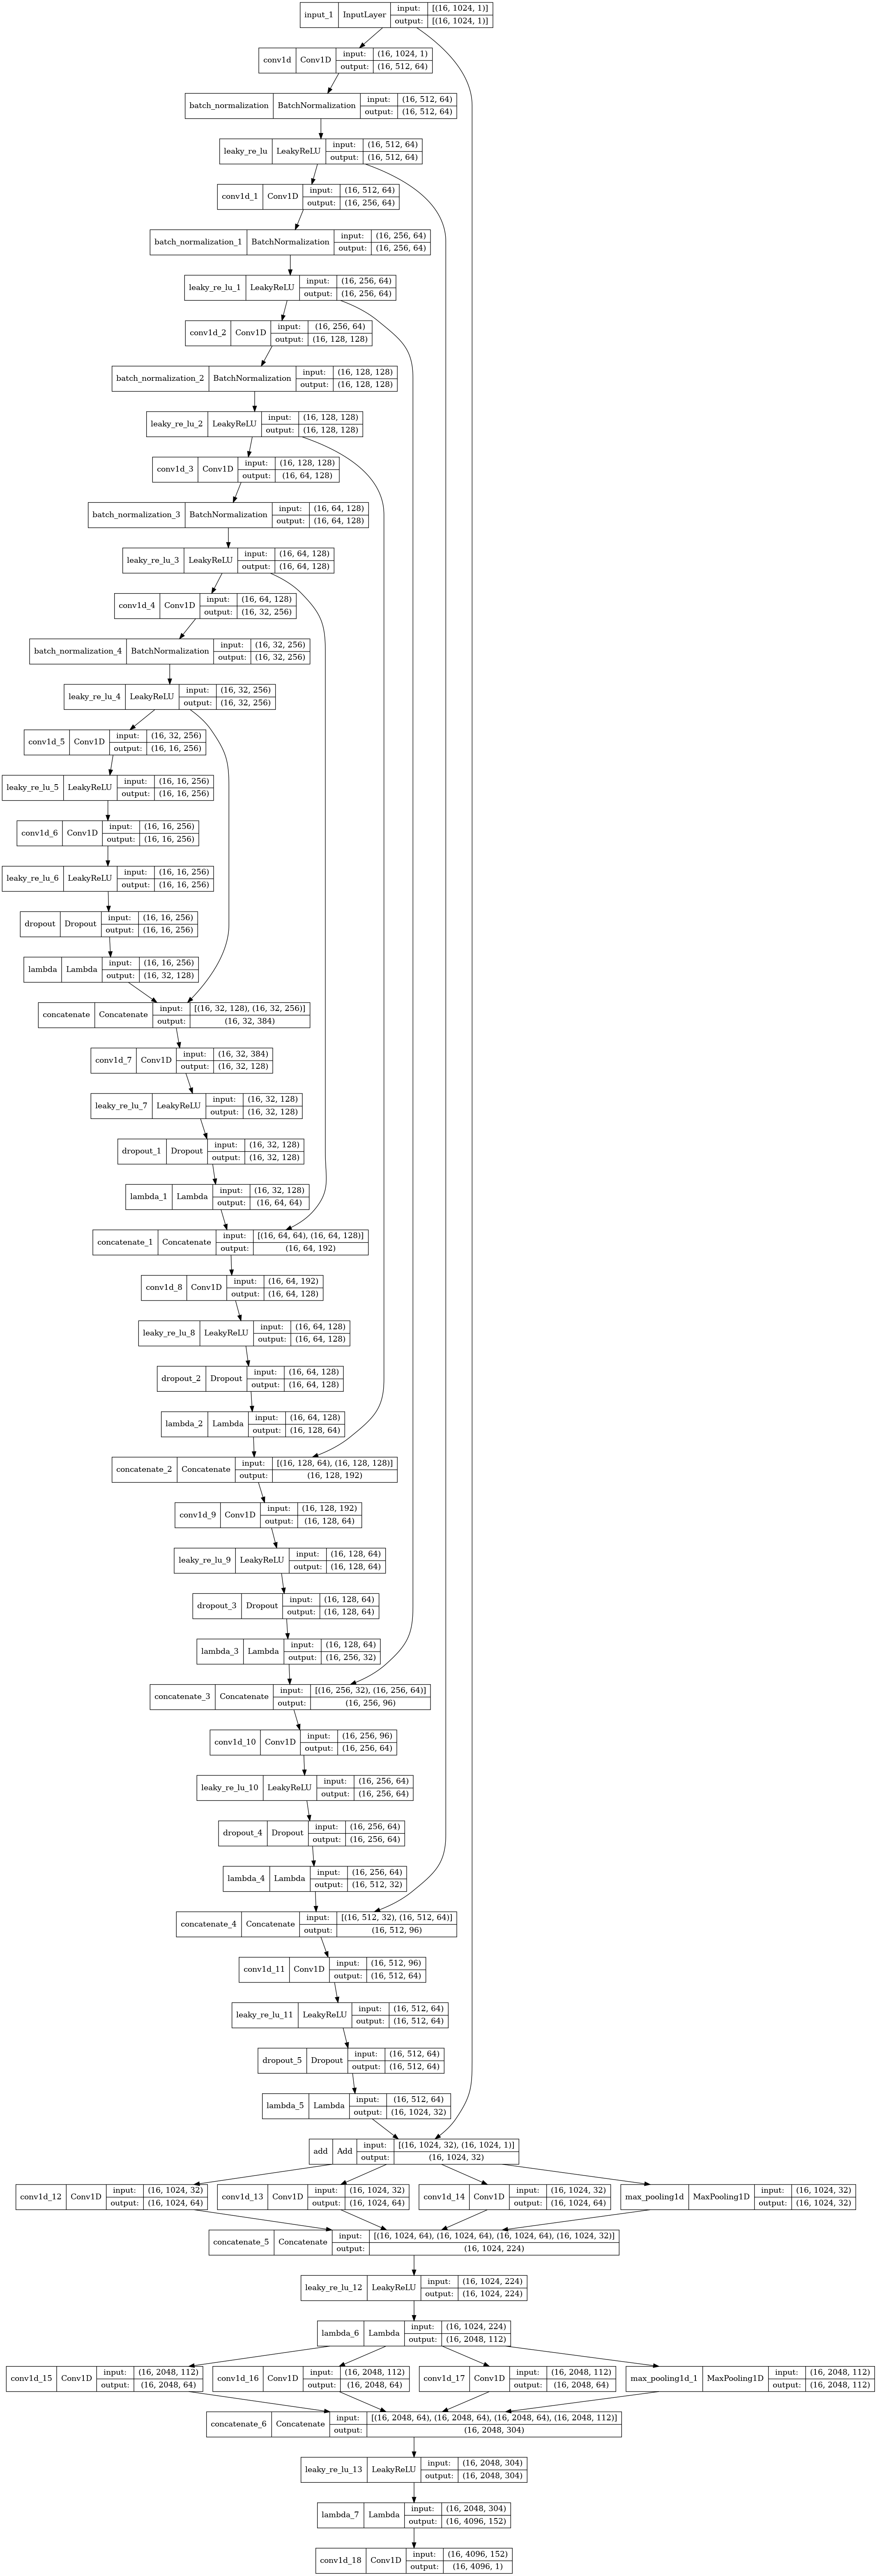 input_1 InputLayer input: [(16, 1024, 1)]
output: [(16, 1024, 1)]
conv1d Conv1D input: (16, 1024, 1)
output: (16, 512, 64)
batch_normalization BatchNormalization input: (16, 512, 64)
output: (16, 512, 64)
leaky_re_lu LeakyReLU input: (16, 512, 64)
output: (16, 512, 64)
conv1d_1 Conv1D input: (16, 512, 64)
output: (16, 256, 64)
batch_normalization_1 BatchNormalization input: (16, 256, 64)
output: (16, 256, 64)
leaky_re_lu_1 LeakyReLU input: (16, 256, 64)
output: (16, 256, 64)
conv1d_2 Conv1D input: (16, 256, 64)
output: (16, 128, 128)
batch_normalization_2 BatchNormalization input: (16, 128, 128)
output: (16, 128, 128)
leaky_re_lu_2 LeakyReLU input: (16, 128, 128)
output: (16, 128, 128)
conv1d_3 Conv1D input: (16, 128, 128)
output: (16, 64, 128)
batch_normalization_3 BatchNormalization input: (16, 64, 128)
output: (16, 64, 128)
leaky_re_lu_3 LeakyReLU input: (16, 64, 128)
output: (16, 64, 128)
conv1d_4 Conv1D input: (16, 64, 128)
output: (16, 32, 256)
batch_normalization_4 BatchNormalization input: (16, 32, 256)
output: (16, 32, 256)
leaky_re_lu_4 LeakyReLU input: (16, 32, 256)
output: (16, 32, 256)
conv1d_5 Conv1D input: (16, 32, 256)
output: (16, 16, 256)
leaky_re_lu_5 LeakyReLU input: (16, 16, 256)
output: (16, 16, 256)
conv1d_6 Conv1D input: (16, 16, 256)
output: (16, 16, 256)
leaky_re_lu_6 LeakyReLU input: (16, 16, 256)
output: (16, 16, 256)
dropout Dropout input: (16, 16, 256)
output: (16, 16, 256)
lambda Lambda input: (16, 16, 256)
output: (16, 32, 128)
concatenate Concatenate input: [(16, 32, 128), (16, 32, 256)]
output: (16, 32, 384)
conv1d_7 Conv1D input: (16, 32, 384)
output: (16, 32, 128)
leaky_re_lu_7 LeakyReLU input: (16, 32, 128)
output: (16, 32, 128)
dropout_1 Dropout input: (16, 32, 128)
output: (16, 32, 128)
lambda_1 Lambda input: (16, 32, 128)
output: (16, 64, 64)
concatenate_1 Concatenate input: [(16, 64, 64), (16, 64, 128)]
output: (16, 64, 192)
conv1d_8 Conv1D input: (16, 64, 192)
output: (16, 64, 128)
leaky_re_lu_8 LeakyReLU input: (16, 64, 128)
output: (16, 64, 128)
dropout_2 Dropout input: (16, 64, 128)
output: (16, 64, 128)
lambda_2 Lambda input: (16, 64, 128)
output: (16, 128, 64)
concatenate_2 Concatenate input: [(16, 128, 64), (16, 128, 128)]
output: (16, 128, 192)
conv1d_9 Conv1D input: (16, 128, 192)
output: (16, 128, 64)
leaky_re_lu_9 LeakyReLU input: (16, 128, 64)
output: (16, 128, 64)
dropout_3 Dropout input: (16, 128, 64)
output: (16, 128, 64)
lambda_3 Lambda input: (16, 128, 64)
output: (16, 256, 32)
concatenate_3 Concatenate input: [(16, 256, 32), (16, 256, 64)]
output: (16, 256, 96)
conv1d_10 Conv1D input: (16, 256, 96)
output: (16, 256, 64)
leaky_re_lu_10 LeakyReLU input: (16, 256, 64)
output: (16, 256, 64)
dropout_4 Dropout input: (16, 256, 64)
output: (16, 256, 64)
lambda_4 Lambda input: (16, 256, 64)
output: (16, 512, 32)
concatenate_4 Concatenate input: [(16, 512, 32), (16, 512, 64)]
output: (16, 512, 96)
conv1d_11 Conv1D input: (16, 512, 96)
output: (16, 512, 64)
leaky_re_lu_11 LeakyReLU input: (16, 512, 64)
output: (16, 512, 64)
dropout_5 Dropout input: (16, 512, 64)
output: (16, 512, 64)
lambda_5 Lambda input: (16, 512, 64)
output: (16, 1024, 32)
add Add input: [(16, 1024, 32), (16, 1024, 1)]
output: (16, 1024, 32)
conv1d_12 Conv1D input: (16, 1024, 32)
output: (16, 1024, 64)
conv1d_13 Conv1D input: (16, 1024, 32)
output: (16, 1024, 64)
conv1d_14 Conv1D input: (16, 1024, 32)
output: (16, 1024, 64)
max_pooling1d MaxPooling1D input: (16, 1024, 32)
output: (16, 1024, 32)
concatenate_5 Concatenate input: [(16, 1024, 64), (16, 1024, 64), (16, 1024, 64), (16, 1024, 32)]
output: (16, 1024, 224)
leaky_re_lu_12 LeakyReLU input: (16, 1024, 224)
output: (16, 1024, 224)
lambda_6 Lambda input: (16, 1024, 224)
output: (16, 2048, 112)
conv1d_15 Conv1D input: (16, 2048, 112)
output: (16, 2048, 64)
conv1d_16 Conv1D input: (16, 2048, 112)
output: (16, 2048, 64)
conv1d_17 Conv1D input: (16, 2048, 112)
output: (16, 2048, 64)
max_pooling1d_1 MaxPooling1D input: (16, 2048, 112)
output: (16, 2048, 112)
concatenate_6 Concatenate input: [(16, 2048, 64), (16, 2048, 64), (16, 2048, 64), (16, 2048, 112)]
output: (16, 2048, 304)
leaky_re_lu_13 LeakyReLU input: (16, 2048, 304)
output: (16, 2048, 304)
lambda_7 Lambda input: (16, 2048, 304)
output: (16, 4096, 152)
conv1d_18 Conv1D input: (16, 4096, 152)
output: (16, 4096, 1)